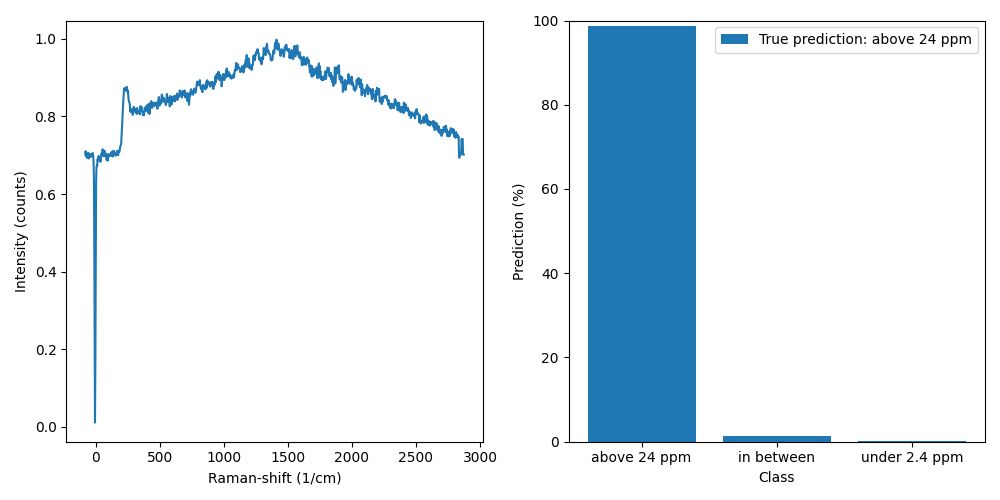 1.0
0.8
0.6
0.4
0.2
0.0
Intensity (counts)
0 500 1000 1500 2000 2500 3000
Raman-shift (1/cm)
100
80
60
40
20
0
Prediction (%)
True prediction: above 24 ppm
above 24 ppm in between under 2.4 ppm
Class